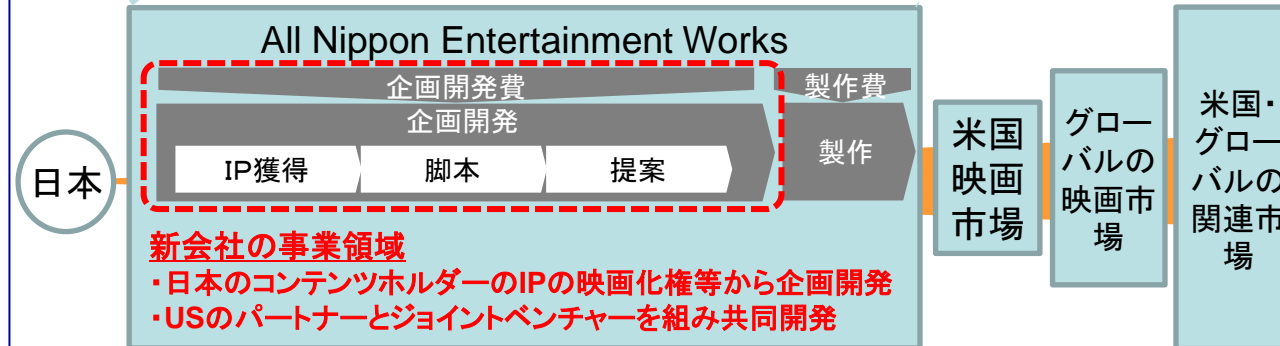 All Nippon Entertainment Works
企画開発費
製作費
企画開発
製作
IP獲得
脚本
提案
日本
新会社の事業領域
・日本のコンテンツホルダーのIPの映画化権等から企画開発
・USのパートナーとジョイントベンチャーを組み共同開発
米国
映画
市場
グロー
バルの
映画市
場
米国・
グロー
バルの
関連市
場